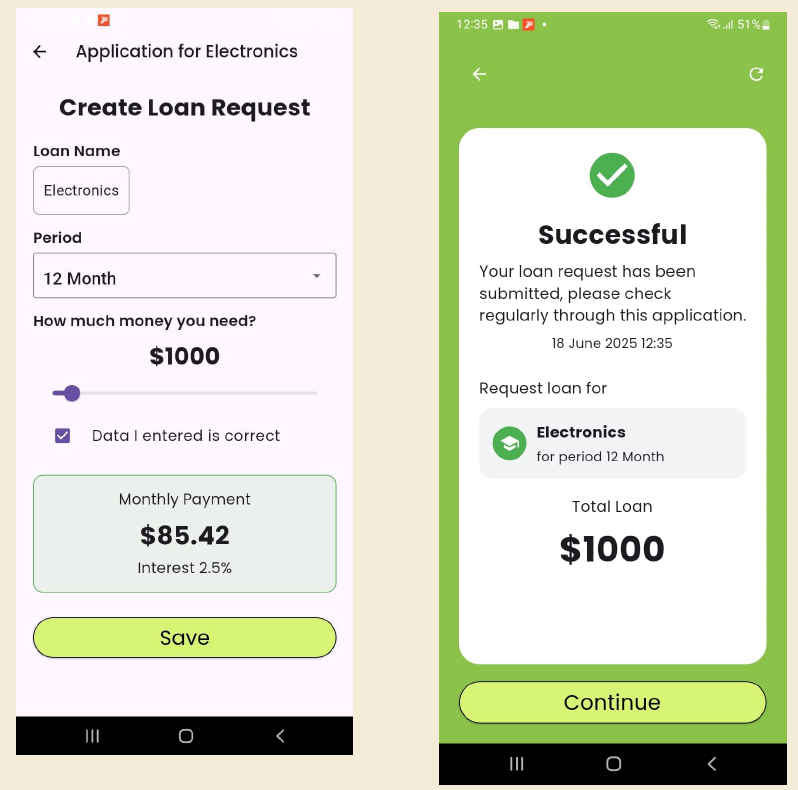 Application for Electronics
Create Loan Request
Loan Name
Electronics
Period
12 Month
How much money you need?
$1000
Data I entered is correct
Monthly Payment
$85.42
Interest 2.5%
Save
12:35
51%
Successful
Your loan request has been
submitted, please check
regularly through this application.
18 June 2025 12:35
Request loan for
Electronics
for period 12 Month
Total Loan
$1000
Continue